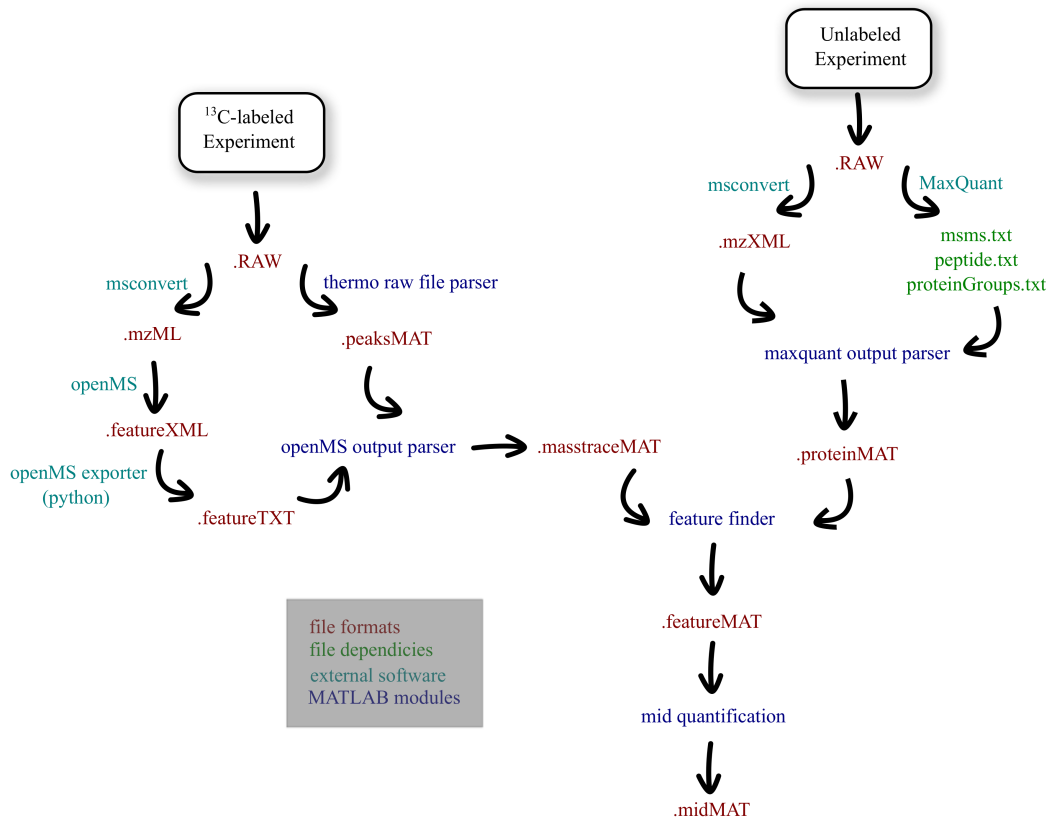 Unlabeled
Experiment
¹³C-labeled
Experiment
.RAW
msconvert
MaxQuant
.mzXML
msms.txt
peptide.txt
proteinGroups.txt
maxquant output parser
.proteinMAT
.RAW
msconvert
thermo raw file parser
.mzML
.peaksMAT
openMS
.featureXML
openMS output parser
.masstraceMAT
openMS exporter
(python)
.featureTXT
feature finder
.featureMAT
mid quantification
.midMAT
file formats
file dependicies
external software
MATLAB modules